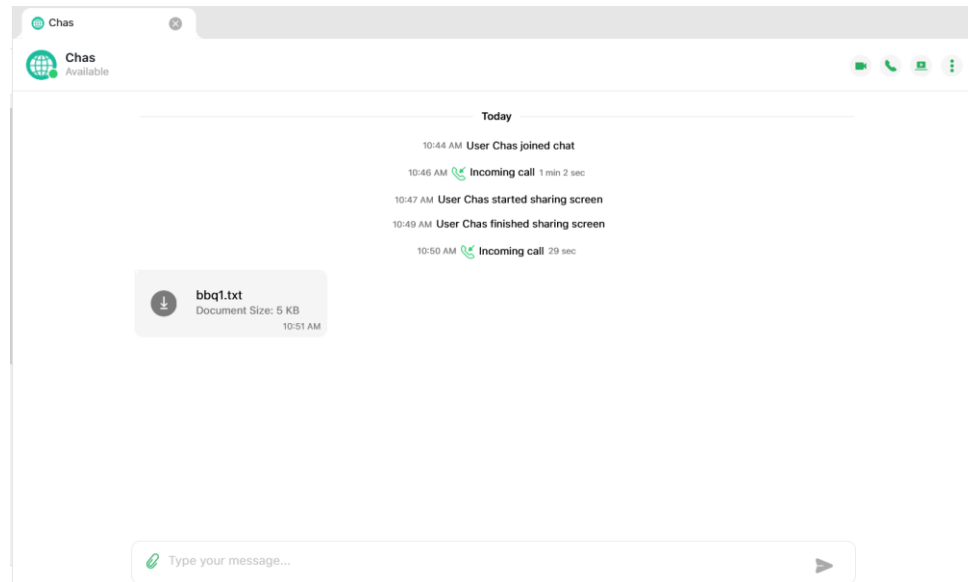 Chas
Chas
Available
Today
10:44 AM User Chas joined chat
10:46 AM Incoming call 1 min 2 sec
10:47 AM User Chas started sharing screen
10:49 AM User Chas finished sharing screen
10:50 AM Incoming call 29 sec
bbq1.txt
Document Size: 5 KB
10:51 AM
Type your message...